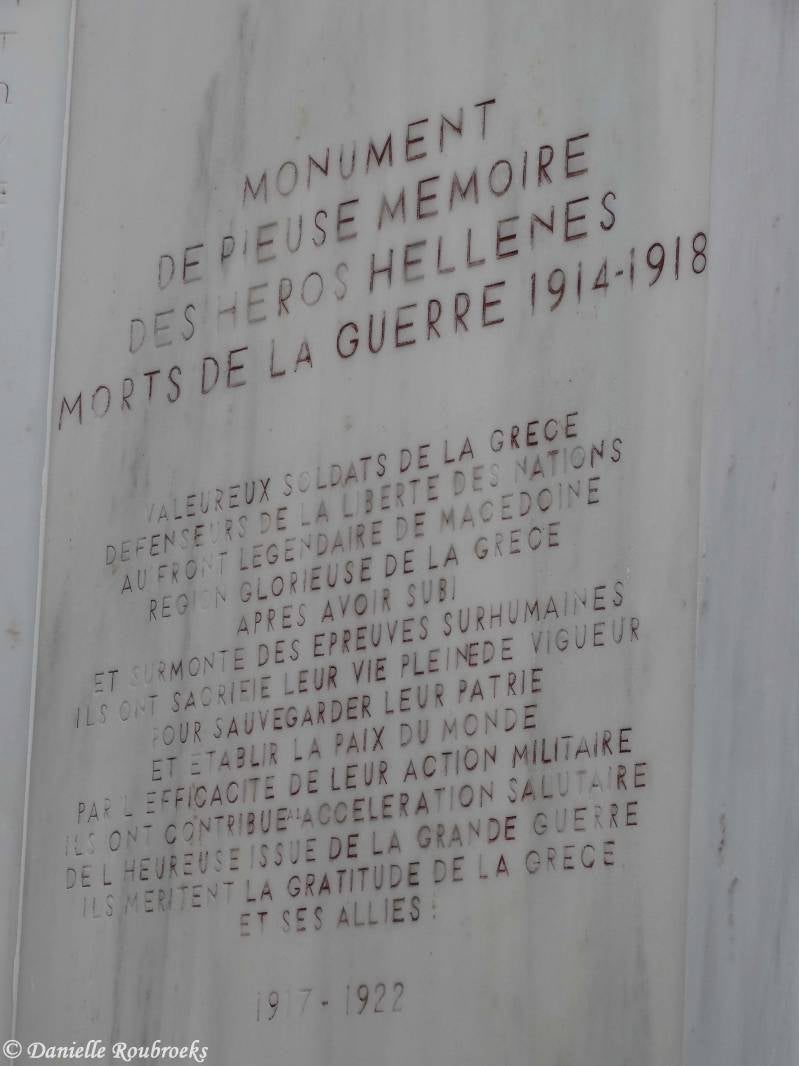 MONUMENT
DE PIEUSE MEMOIRE
DES HEROS HELLENES
MORTS DE LA GUERRE 1914-1918
VALEUREUX SOLDATS DE LA GRECE
DEFENSEURS DE LA LIBERTE DES NATIONS
AU FRONT LEGENDAIRE DE MACEDOINE
REGION GLORIEUSE DE LA GRECE
APRES AVOIR SUBI
ET SURMONTE DES EPREUVES SURHUMAINES
ILS ONT SACRIFIE LEUR VIE PLEINEDE VIGUEUR
POUR SAUVEGARDER LEUR PATRIE
ET ETABLIR LA PAIX DU MONDE
PAR L EFFICACITE DE LEUR ACTION MILITAIRE
ILS ONT CONTRIBUE AL ACCELERATION SALUTAIRE
DE L HEUREUSE ISSUE DE LA GRANDE GUERRE
ILS MERITENT LA GRATITUDE DE LA GRECE
ET SES ALLIES!
1917-1922
© Danielle Roubroeks